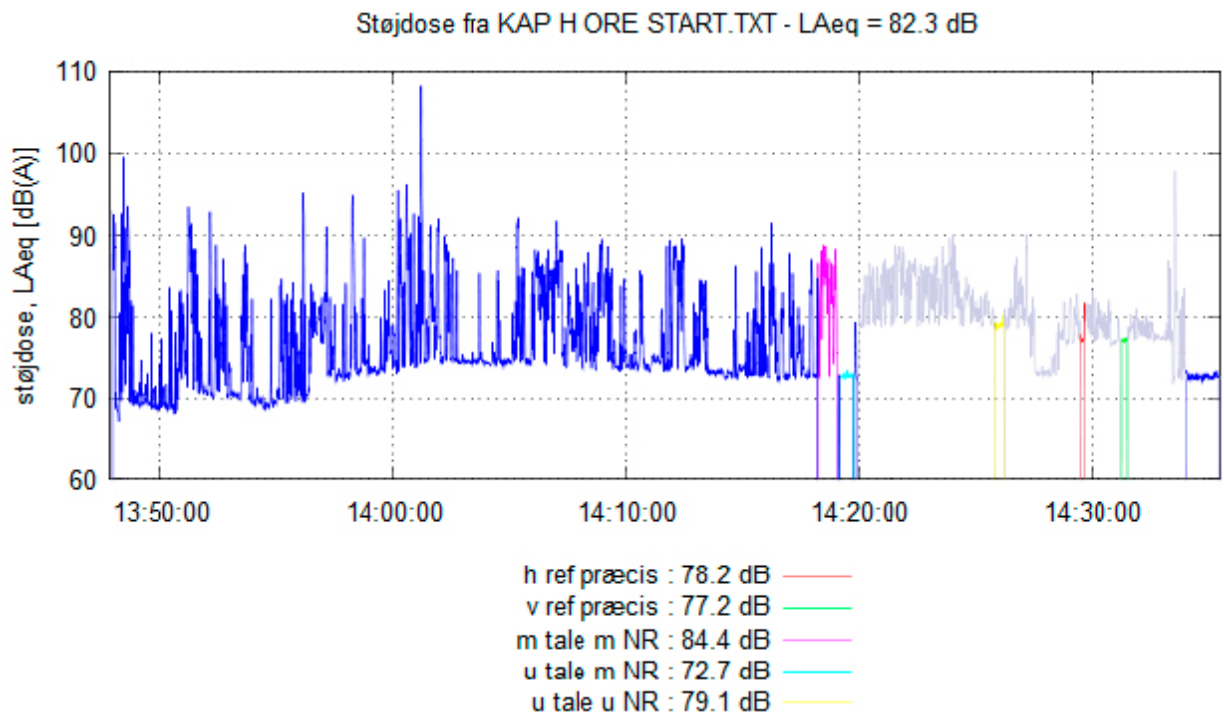 Støjdose fra KAP H ORE START.TXT - LAeq = 82.3 dB
støjdose, LAeq [dB(A)]
110
100
90
80
70
60
13:50:00 14:00:00 14:10:00 14:20:00 14:30:00
h ref præcis : 78.2 dB
v ref præcis : 77.2 dB
m tale m NR : 84.4 dB
u tale m NR : 72.7 dB
u tale u NR : 79.1 dB